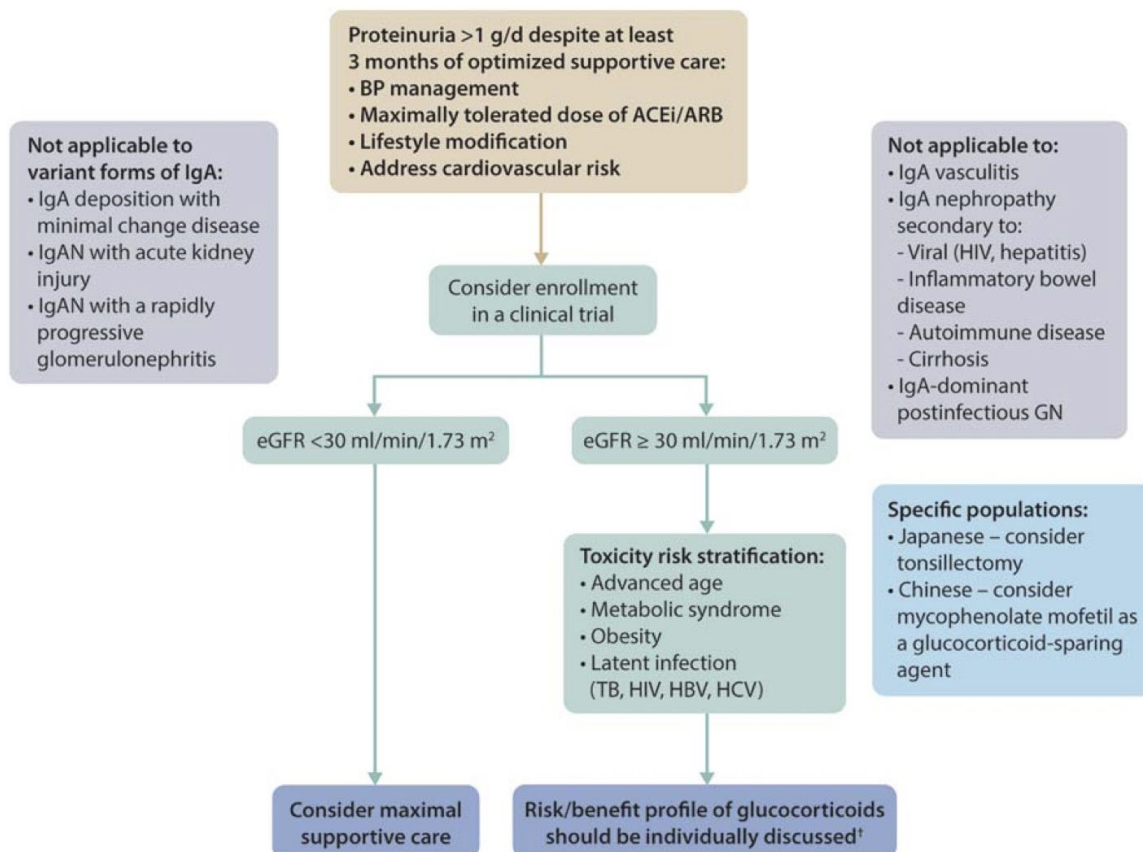 Proteinuria >1 g/d despite at least
3 months of optimized supportive care:
• BP management
• Maximally tolerated dose of ACEi/ARB
• Lifestyle modification
• Address cardiovascular risk
Not applicable to
variant forms of IgA:
• IgA deposition with
minimal change disease
• IgAN with acute kidney
injury
• IgAN with a rapidly
progressive
glomerulonephritis
Not applicable to:
• IgA vasculitis
• IgA nephropathy
secondary to:
- Viral (HIV, hepatitis)
- Inflammatory bowel
disease
- Autoimmune disease
- Cirrhosis
• IgA-dominant
postinfectious GN
Consider enrollment
in a clinical trial
eGFR <30 ml/min/1.73 m²
eGFR ≥ 30 ml/min/1.73 m²
Specific populations:
• Japanese – consider
tonsillectomy
• Chinese – consider
mycophenolate mofetil as
a glucocorticoid-sparing
agent
Toxicity risk stratification:
• Advanced age
• Metabolic syndrome
• Obesity
• Latent infection
(TB, HIV, HBV, HCV)
Consider maximal
supportive care
Risk/benefit profile of glucocorticoids
should be individually discussed†